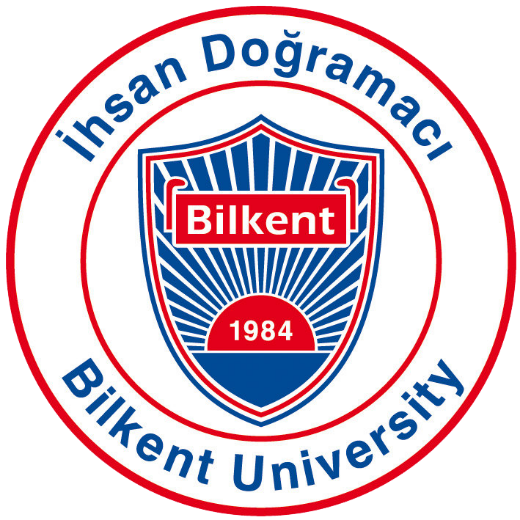 İhsan Doğramacı
Bilkent
1984
Bilkent University